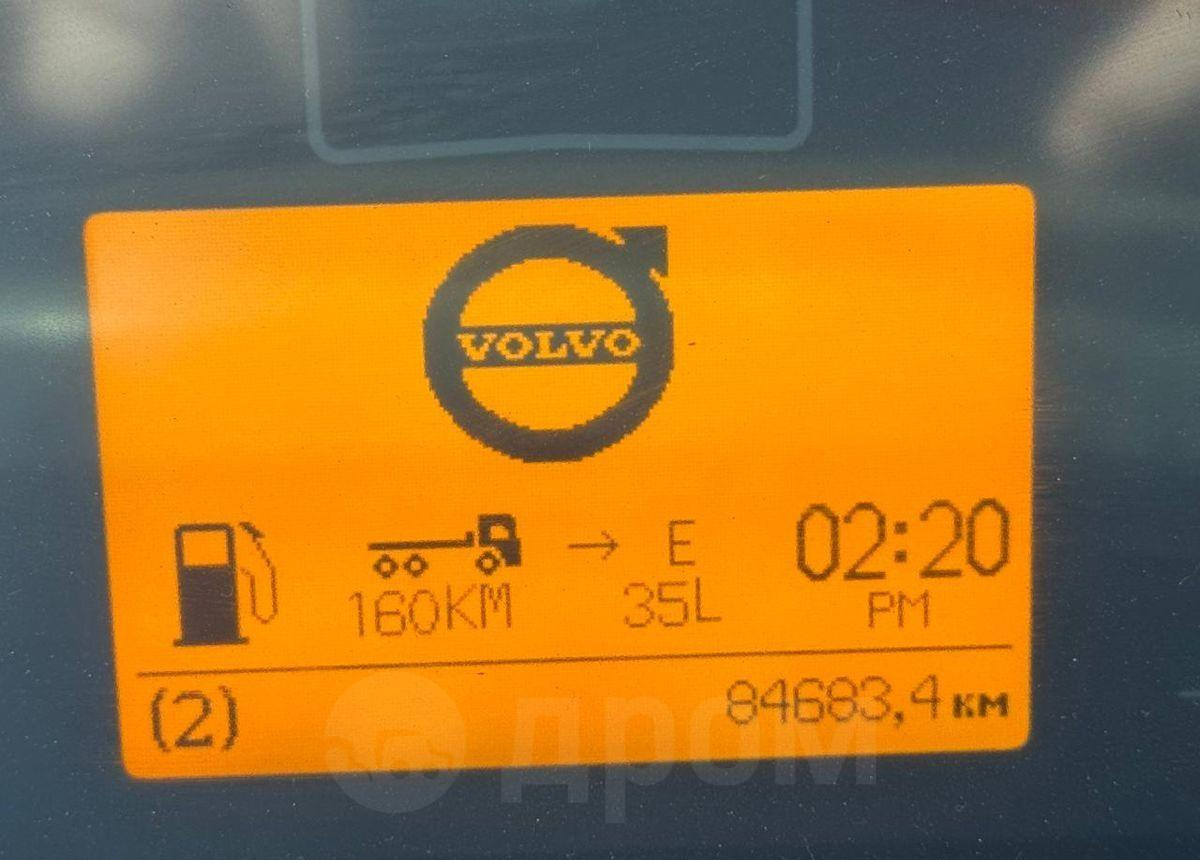 VOLVO
→ E 02:20
160KM 35L PM
(2) 84683,4 км
дром